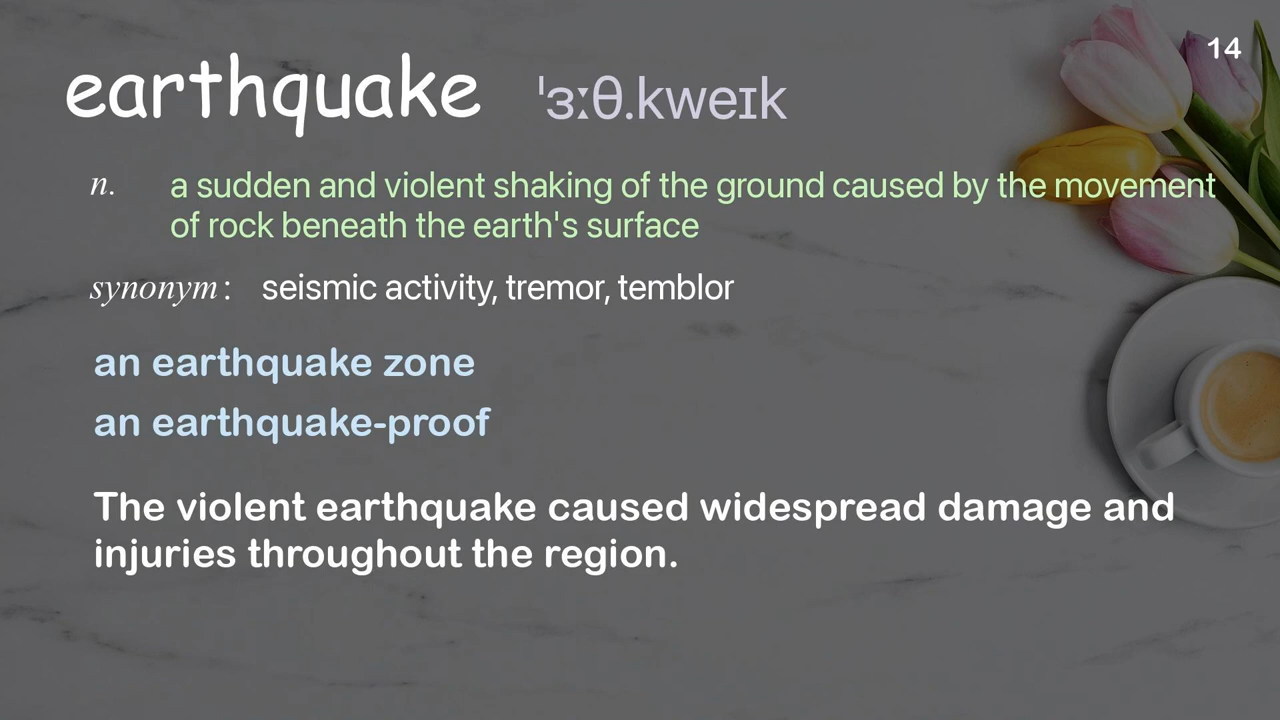 14
earthquake ˈɜːθ.kweɪk
n. a sudden and violent shaking of the ground caused by the movement
of rock beneath the earth's surface
synonym: seismic activity, tremor, temblor
an earthquake zone
an earthquake-proof
The violent earthquake caused widespread damage and
injuries throughout the region.